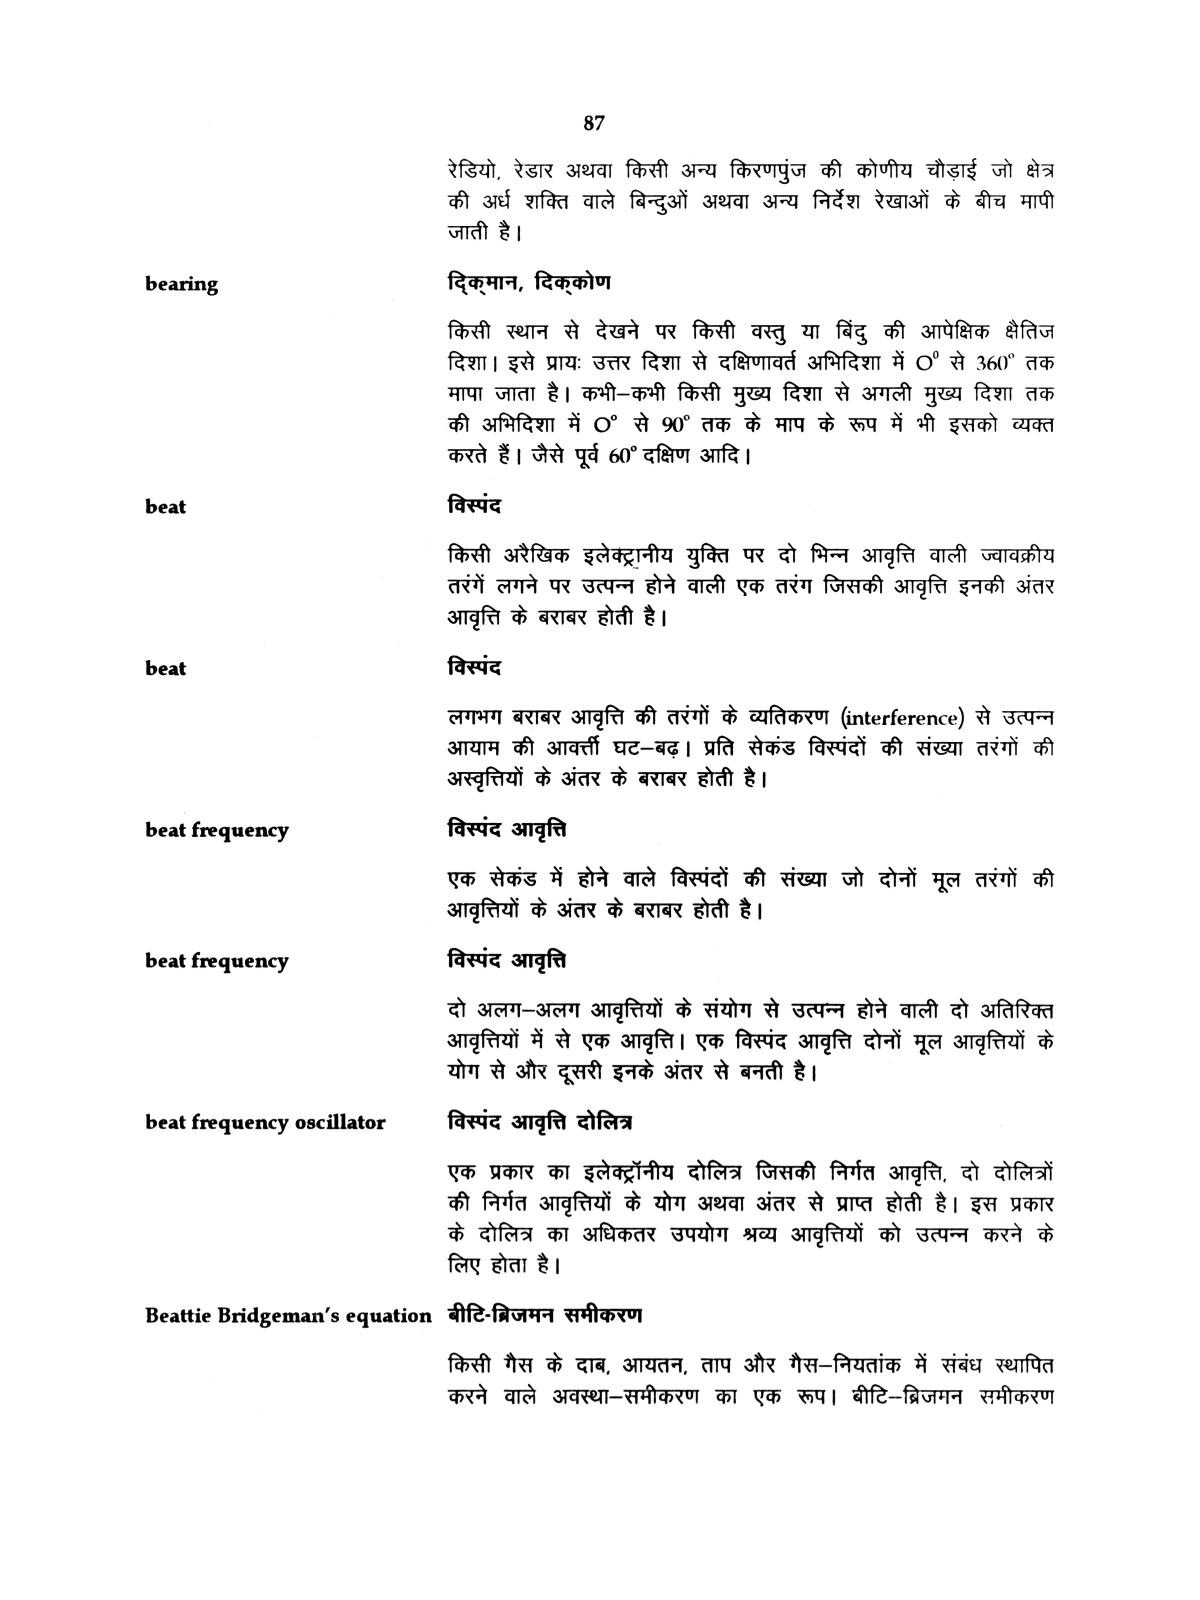 87
रेडियो, रेडार अथवा किसी अन्य किरणपुंज की कोणीय चौड़ाई जो क्षेत्र
की अर्ध शक्ति वाले बिन्दुओं अथवा अन्य निर्देश रेखाओं के बीच मापी
जाती है।
bearing दिक्‌मान, दिक्‌कोण
किसी स्थान से देखने पर किसी वस्तु या बिंदु की आपेक्षिक क्षैतिज
दिशा। इसे प्रायः उत्तर दिशा से दक्षिणावर्त अभिदिशा में O⁰ से 360° तक
मापा जाता है। कभी–कभी किसी मुख्य दिशा से अगली मुख्य दिशा तक
की अभिदिशा में O° से 90° तक के माप के रूप में भी इसको व्यक्त
करते हैं। जैसे पूर्व 60° दक्षिण आदि।
beat विस्पंद
किसी अरैखिक इलेक्ट्रानीय युक्ति पर दो भिन्न आवृत्ति वाली ज्वावक्रीय
तरंगें लगने पर उत्पन्न होने वाली एक तरंग जिसकी आवृत्ति इनकी अंतर
आवृत्ति के बराबर होती है।
beat विस्पंद
लगभग बराबर आवृत्ति की तरंगों के व्यतिकरण (interference) से उत्पन्न
आयाम की आवर्त्ती घट–बढ़। प्रति सेकंड विस्पंदों की संख्या तरंगों की
अस्वृत्तियों के अंतर के बराबर होती है।
beat frequency विस्पंद आवृत्ति
एक सेकंड में होने वाले विस्पंदों की संख्या जो दोनों मूल तरंगों की
आवृत्तियों के अंतर के बराबर होती है।
beat frequency विस्पंद आवृत्ति
दो अलग–अलग आवृत्तियों के संयोग से उत्पन्न होने वाली दो अतिरिक्त
आवृत्तियों में से एक आवृत्ति। एक विस्पंद आवृत्ति दोनों मूल आवृत्तियों के
योग से और दूसरी इनके अंतर से बनती है।
beat frequency oscillator विस्पंद आवृत्ति दोलित्र
एक प्रकार का इलेक्ट्रॉनीय दोलित्र जिसकी निर्गत आवृत्ति, दो दोलित्रों
की निर्गत आवृत्तियों के योग अथवा अंतर से प्राप्त होती है। इस प्रकार
के दोलित्र का अधिकतर उपयोग श्रव्य आवृत्तियों को उत्पन्न करने के
लिए होता है।
Beattie Bridgeman's equation बीटि-ब्रिजमन समीकरण
किसी गैस के दाब, आयतन, ताप और गैस–नियतांक में संबंध स्थापित
करने वाले अवस्था–समीकरण का एक रूप। बीटि–ब्रिजमन समीकरण